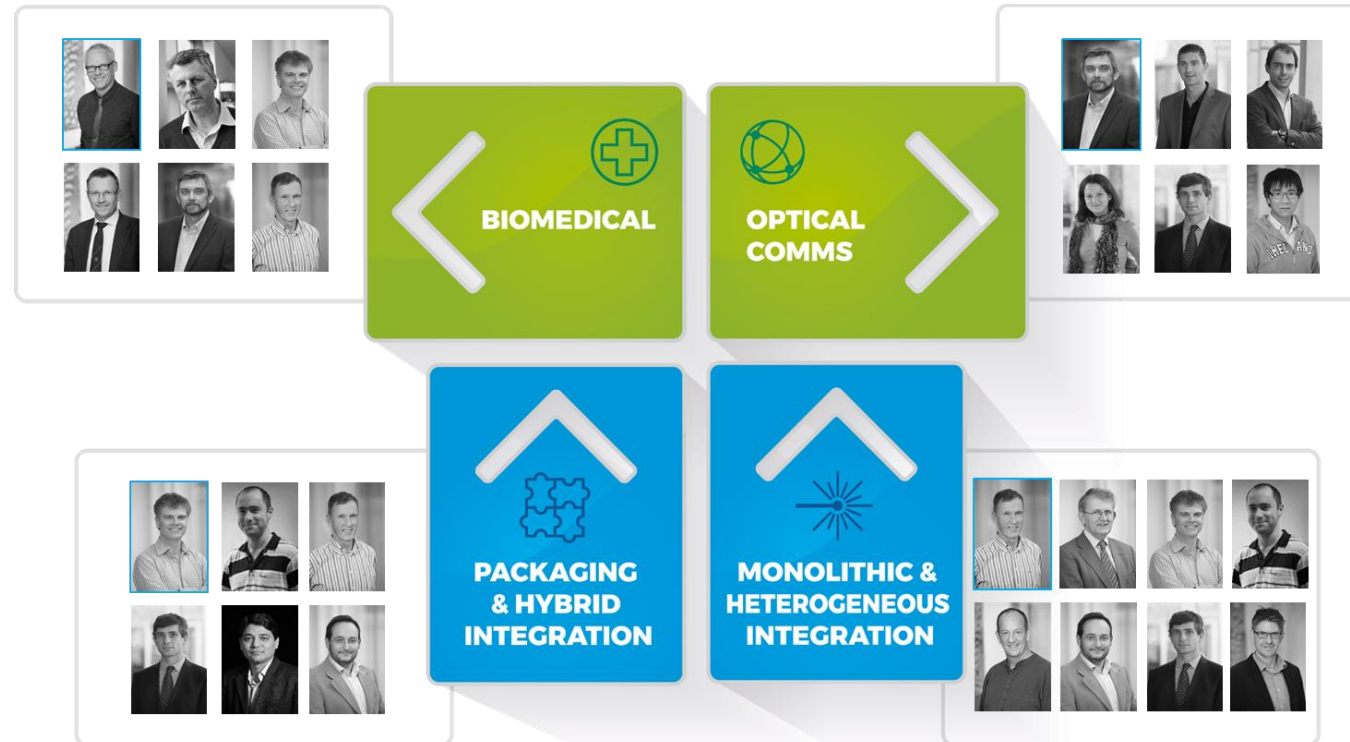 BIOMEDICAL
OPTICAL
COMMS
PACKAGING
& HYBRID
INTEGRATION
MONOLITHIC &
HETEROGENEOUS
INTEGRATION